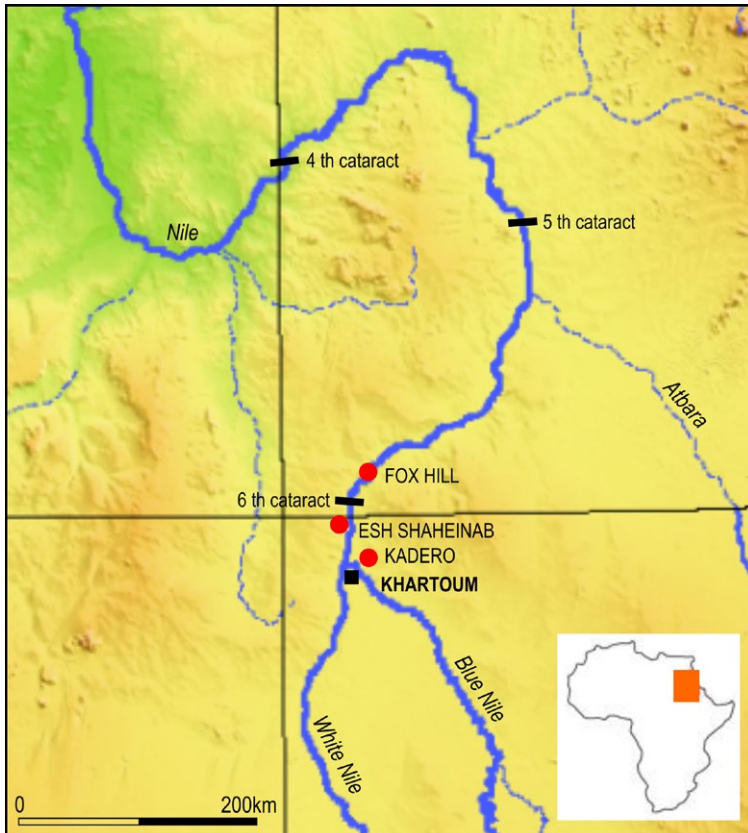 4 th cataract
5 th cataract
Nile
Atbara
FOX HILL
6 th cataract
ESH SHAHEINAB
KADERO
KHARTOUM
Blue Nile
White Nile
0 200km